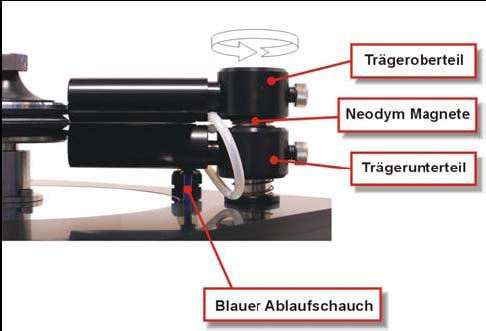 Trägeroberteil
Neodym Magnete
Trägerunterteil
Blauer Ablaufschauch